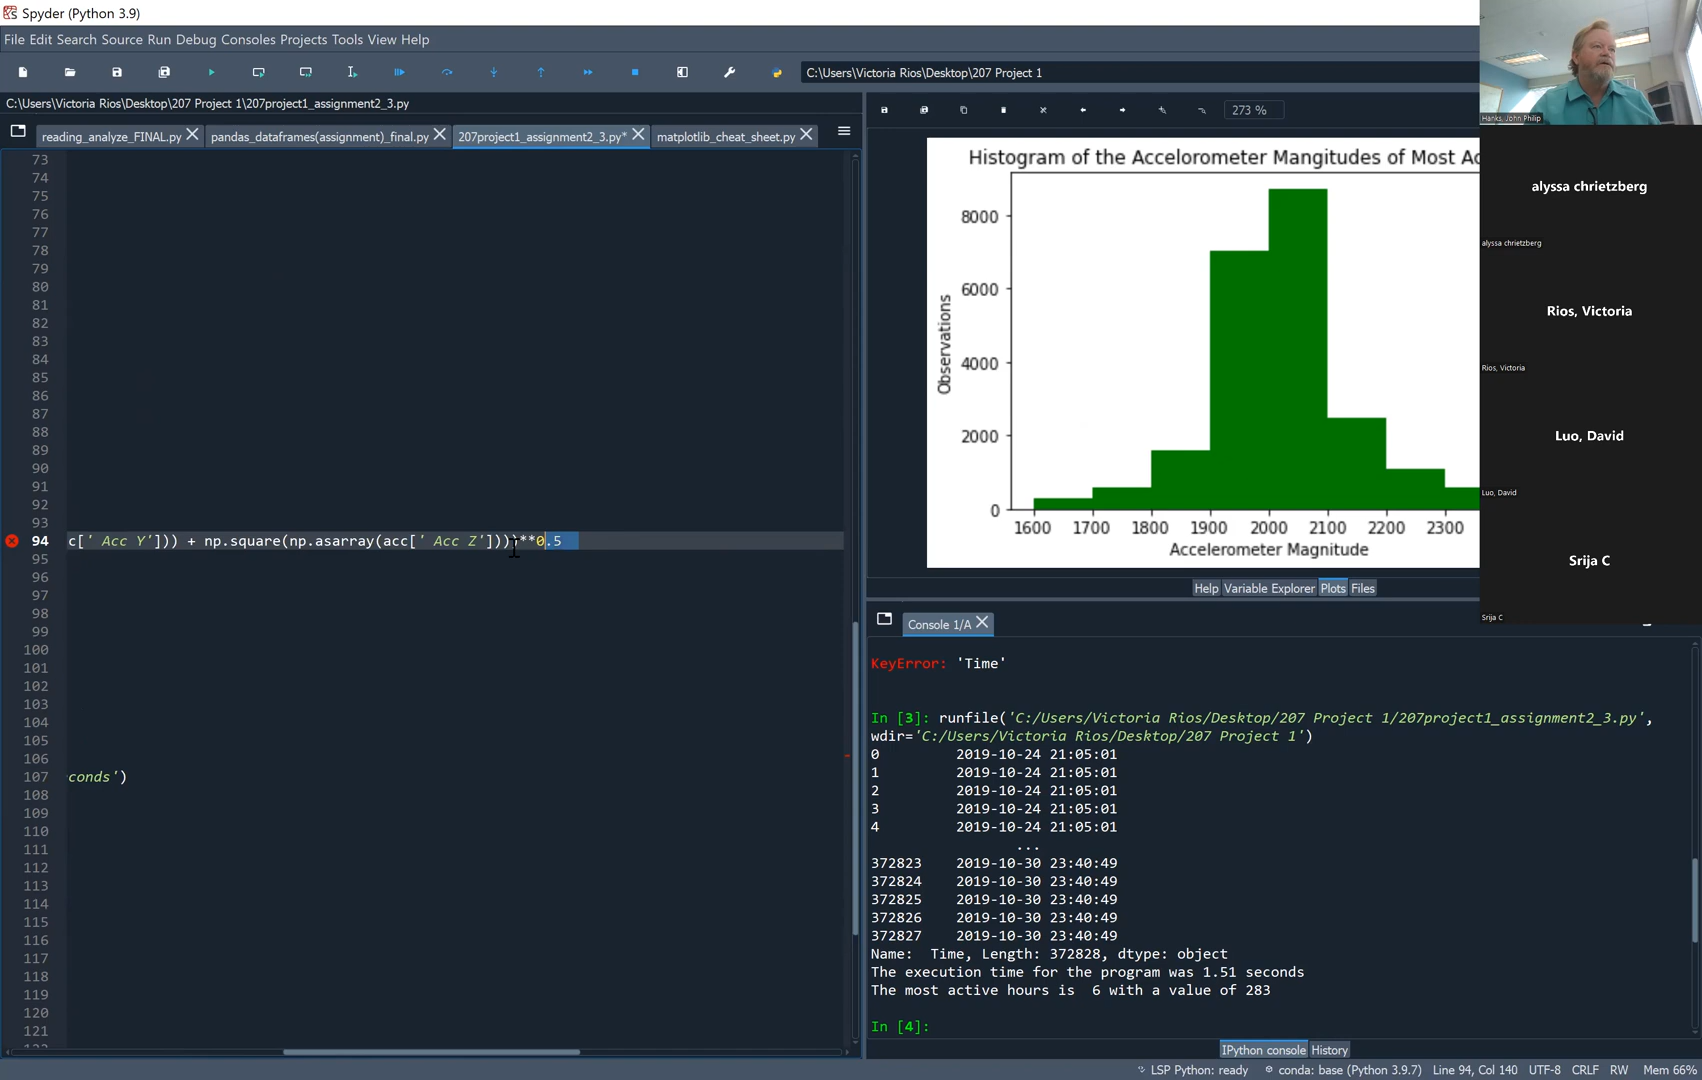 Spyder (Python 3.9)
File Edit Search Source Run Debug Consoles Projects Tools View Help
C:\Users\Victoria Rios\Desktop\207 Project 1
C:\Users\Victoria Rios\Desktop\207 Project 1\207project1_assignment2_3.py
reading_analyze_FINAL.py
pandas_dataframes(assignment)_final.py
207project1_assignment2_3.py*
matplotlib_cheat_sheet.py
73
74
75
76
77
78
79
80
81
82
83
84
85
86
87
88
89
90
91
92
93
94 c[' Acc Y'])) + np.square(np.asarray(acc[' Acc Z'])))**0.5
95
96
97
98
99
100
101
102
103
104
105
106
107 conds')
108
109
110
111
112
113
114
115
116
117
118
119
120
121
273 %
Histogram of the Accelorometer Mangitudes of Most Ac
Observations
8000
6000
4000
2000
0
1600 1700 1800 1900 2000 2100 2200 2300
Accelerometer Magnitude
Help Variable Explorer Plots Files
Console 1/A
KeyError: 'Time'
In [3]: runfile('C:/Users/Victoria Rios/Desktop/207 Project 1/207project1_assignment2_3.py',
wdir='C:/Users/Victoria Rios/Desktop/207 Project 1')
0 2019-10-24 21:05:01
1 2019-10-24 21:05:01
2 2019-10-24 21:05:01
3 2019-10-24 21:05:01
4 2019-10-24 21:05:01
...
372823 2019-10-30 23:40:49
372824 2019-10-30 23:40:49
372825 2019-10-30 23:40:49
372826 2019-10-30 23:40:49
372827 2019-10-30 23:40:49
Name: Time, Length: 372828, dtype: object
The execution time for the program was 1.51 seconds
The most active hours is 6 with a value of 283
In [4]:
IPython console History
LSP Python: ready conda: base (Python 3.9.7) Line 94, Col 140 UTF-8 CRLF RW Mem 66%
Hanks, John Philip
alyssa chrietzberg
alyssa chrietzberg
Rios, Victoria
Rios, Victoria
Luo, David
Luo, David
Srija C
Srija C